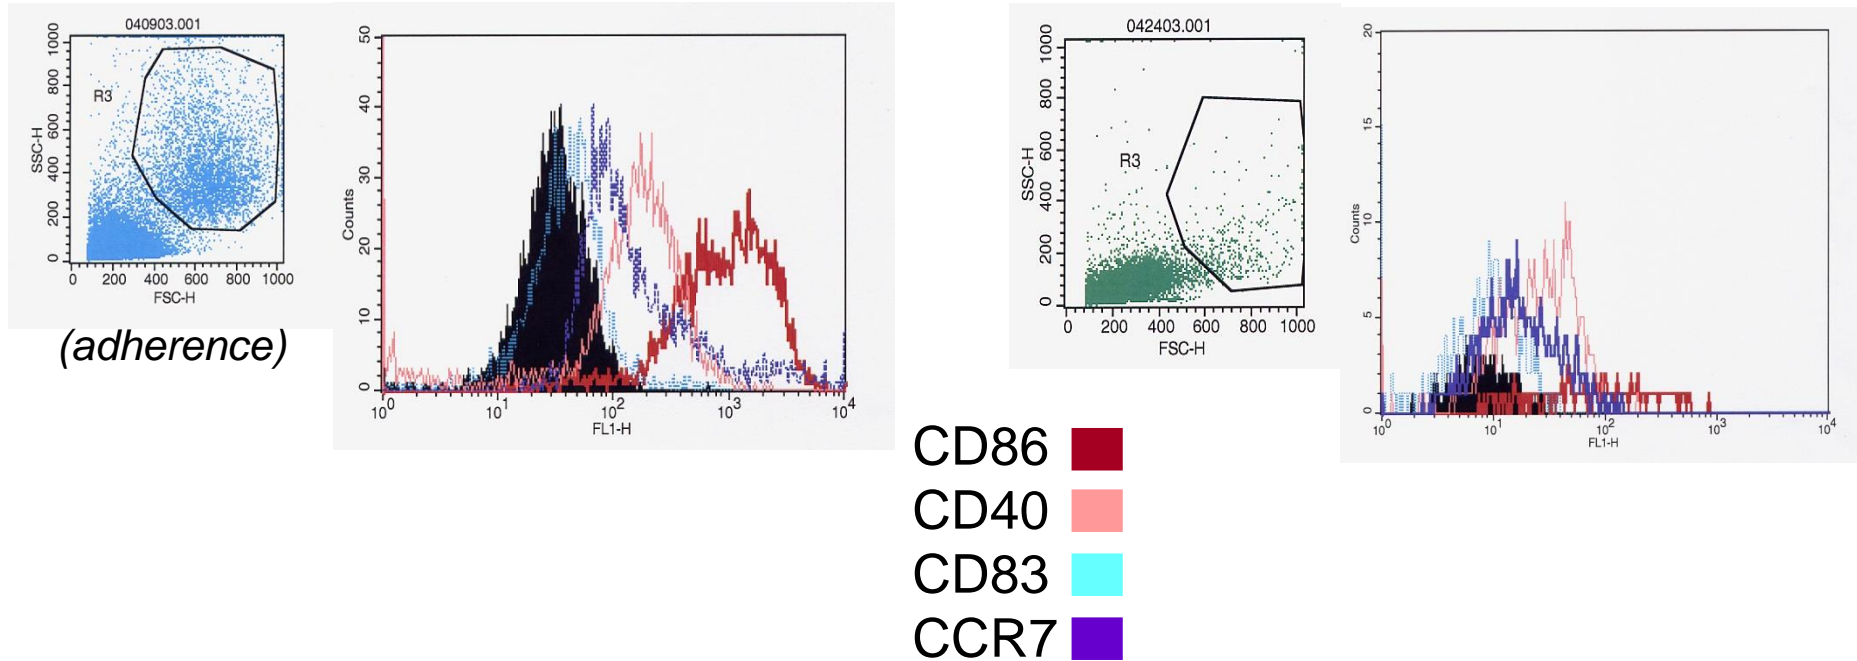 040903.001
1000
800
600
400
200
0
SSC-H
R3
0 200 400 600 800 1000
FSC-H
(adherence)
50
40
30
20
10
0
Counts
10^0 10^1 10^2 10^3 10^4
FL1-H
042403.001
1000
800
600
400
200
0
SSC-H
R3
0 200 400 600 800 1000
FSC-H
20
15
10
5
0
Counts
10^0 10^1 10^2 10^3 10^4
FL1-H
CD86
CD40
CD83
CCR7